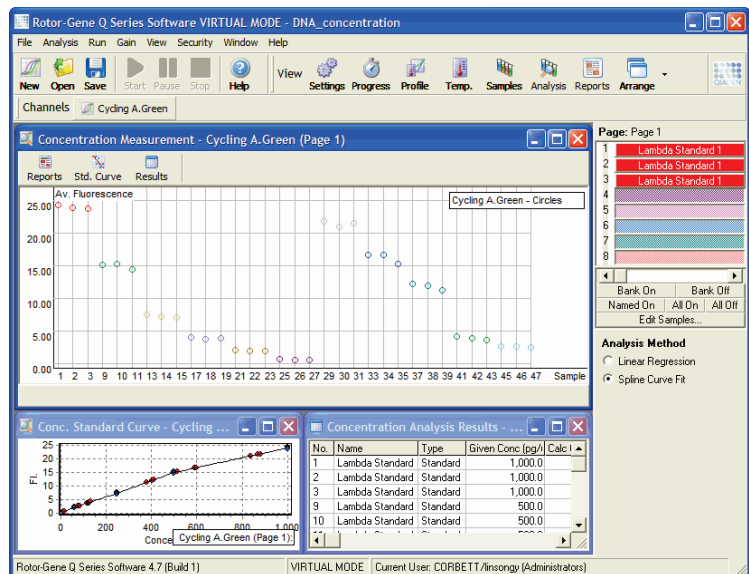 Rotor-Gene Q Series Software VIRTUAL MODE - DNA_concentration
File Analysis Run Gain View Security Window Help
New Open Save Start Pause Stop Help View Settings Progress Profile Temp. Samples Analysis Reports Arrange
QIAGEN
Channels Cycling A.Green
Concentration Measurement - Cycling A.Green (Page 1)
Reports Std. Curve Results
Av. Fluorescence
Cycling A.Green - Circles
25.00
20.00
15.00
10.00
5.00
0.00
1 2 3 9 10 11 13 14 15 17 18 19 21 22 23 25 26 27 29 30 31 33 34 35 37 38 39 41 42 43 45 46 47 Sample
Page: Page 1
1 Lambda Standard 1
2 Lambda Standard 1
3 Lambda Standard 1
4
5
6
7
8
Bank On Bank Off
Named On All On All Off
Edit Samples...
Analysis Method
Linear Regression
Spline Curve Fit
Conc. Standard Curve - Cycling ...
25
20
15
10
5
0
Fl.
0 200 400 600 800 1,000
Conce
Cycling A.Green (Page 1):
Concentration Analysis Results - ...
No. Name Type Given Conc (pg/ Calc
1 Lambda Standard Standard 1,000.0
2 Lambda Standard Standard 1,000.0
3 Lambda Standard Standard 1,000.0
9 Lambda Standard Standard 500.0
10 Lambda Standard Standard 500.0
Rotor-Gene Q Series Software 4.7 (Build 1) VIRTUAL MODE Current User: CORBETT/linsongy (Administrators)